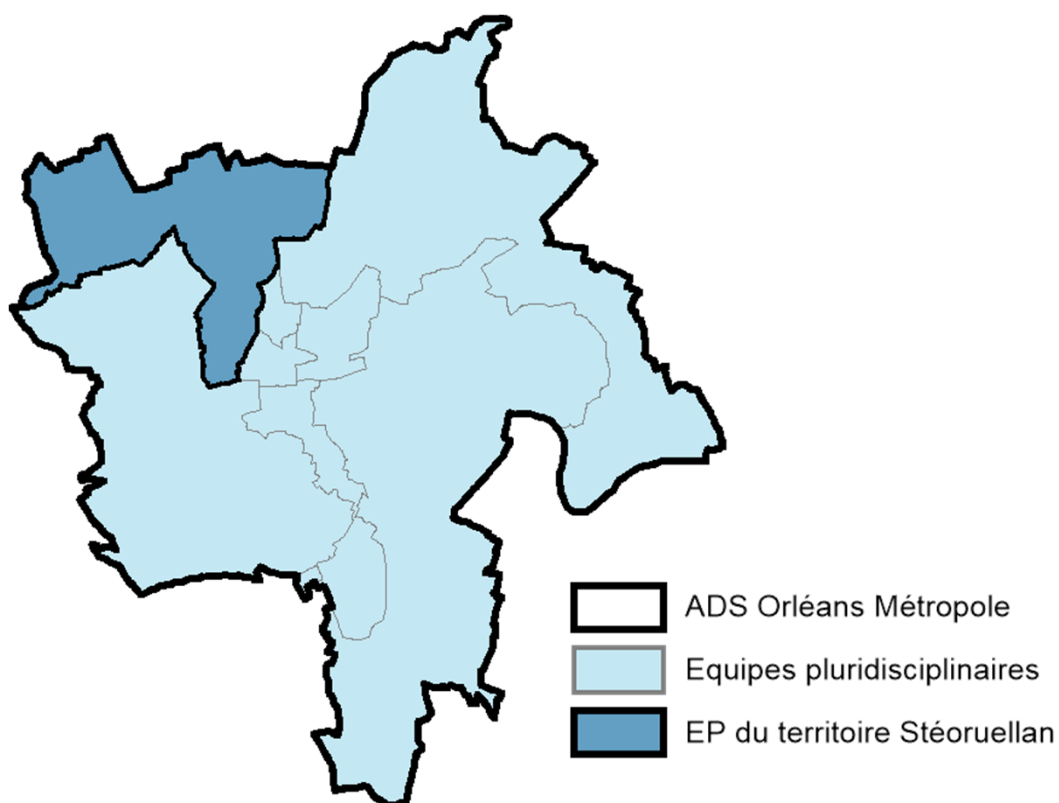 ADS Orléans Métropole
Equipes pluridisciplinaires
EP du territoire Stéoruellan